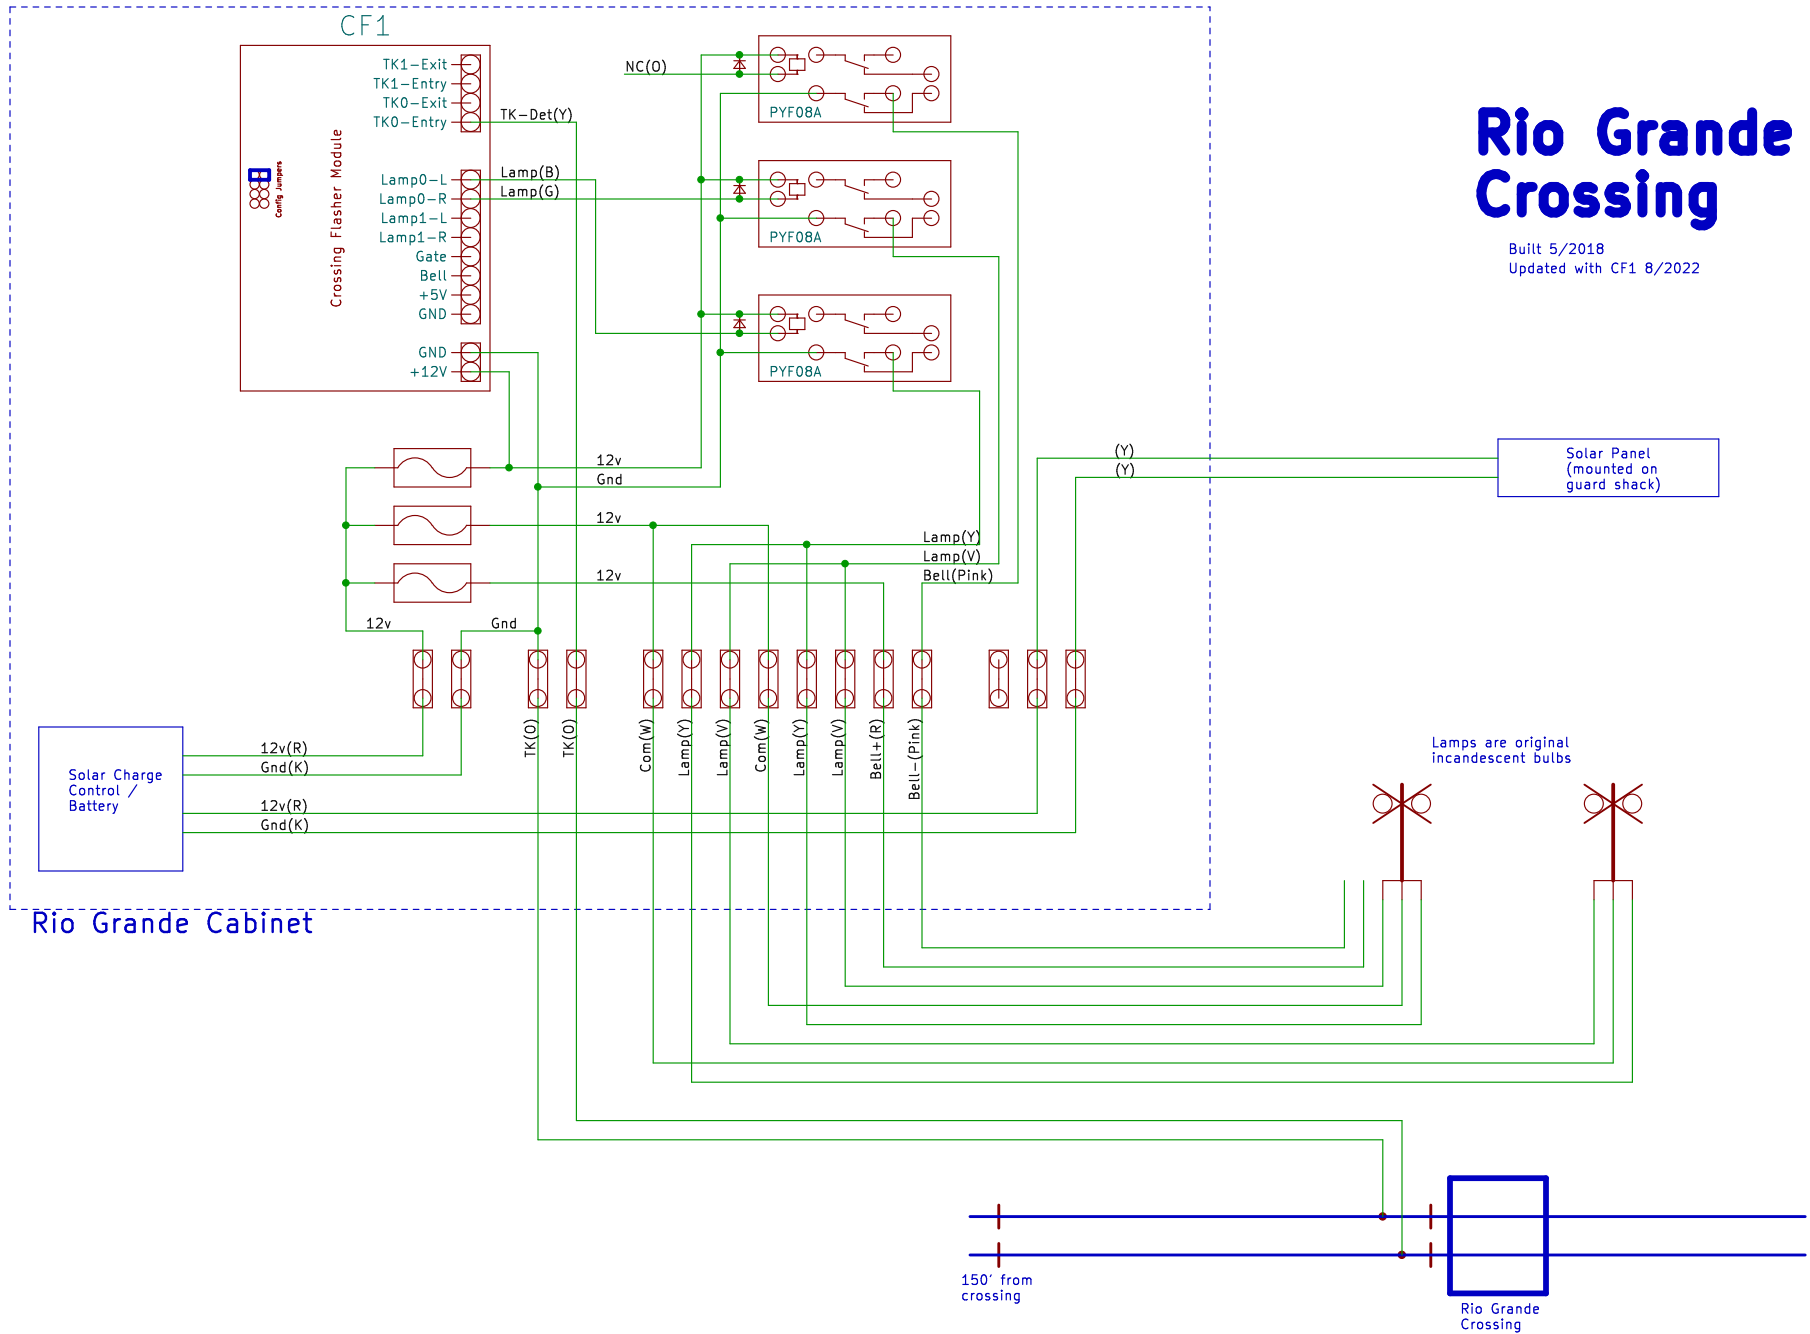 CF1
TK1-Exit
TK1-Entry
TK0-Exit
TK0-Entry
TK-Det(Y)
Config Jumpers
Crossing Flasher Module
Lamp0-L
Lamp0-R
Lamp1-L
Lamp1-R
Gate
Bell
+5V
GND
GND
+12V
Lamp(B)
Lamp(G)
NC(O)
PYF08A
PYF08A
PYF08A
Rio Grande
Crossing
Built 5/2018
Updated with CF1 8/2022
12v
Gnd
12v
12v
12v
Gnd
Lamp(Y)
Lamp(V)
Bell(Pink)
(Y)
(Y)
Solar Panel
(mounted on
guard shack)
TK(O)
TK(O)
Com(W)
Lamp(Y)
Lamp(V)
Com(W)
Lamp(Y)
Lamp(V)
Bell+(R)
Bell-(Pink)
Solar Charge
Control /
Battery
12v(R)
Gnd(K)
12v(R)
Gnd(K)
Lamps are original
incandescent bulbs
Rio Grande Cabinet
150' from
crossing
Rio Grande
Crossing